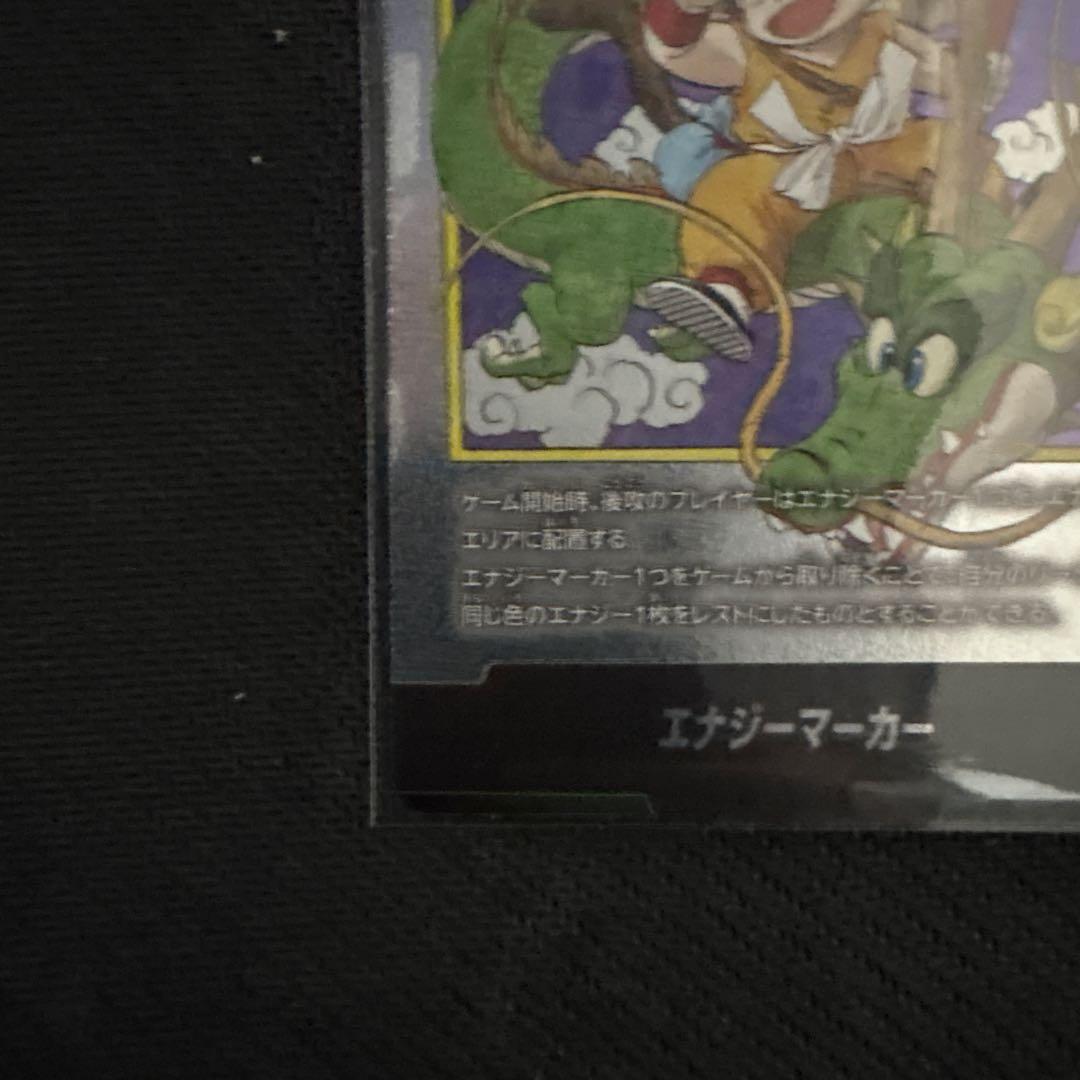 ゲーム開始時、後攻のプレイヤーはエナジーマーカー
エリアに配置する
エナジーマーカー1つをゲームから取り除くことで、自分の
同じ色のエナジー1枚をレストにしたものとすることができる
エナジーマーカー